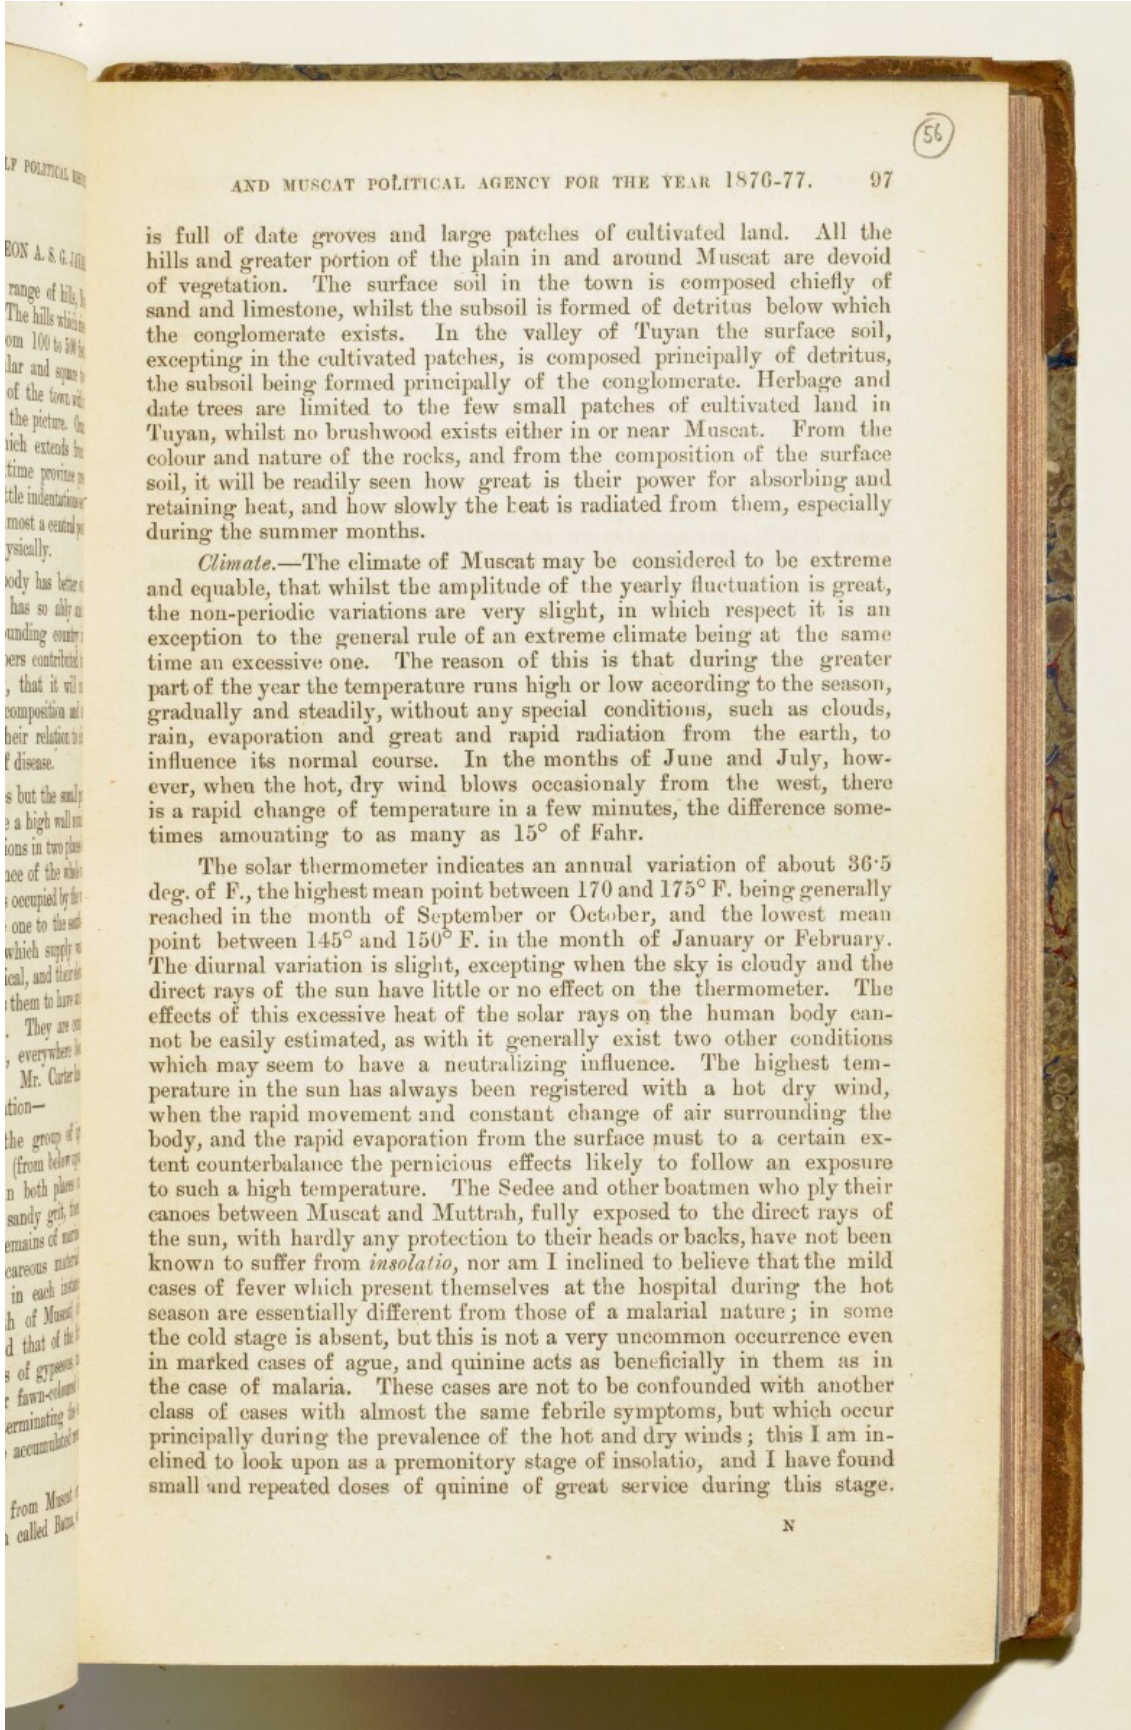 56
AND MUSCAT POLITICAL AGENCY FOR THE YEAR 1876-77. 97
is full of date groves and large patches of cultivated land. All the
hills and greater portion of the plain in and around Muscat are devoid
of vegetation. The surface soil in the town is composed chiefly of
sand and limestone, whilst the subsoil is formed of detritus below which
the conglomerate exists. In the valley of Tuyan the surface soil,
excepting in the cultivated patches, is composed principally of detritus,
the subsoil being formed principally of the conglomerate. Herbage and
date trees are limited to the few small patches of cultivated land in
Tuyan, whilst no brushwood exists either in or near Muscat. From the
colour and nature of the rocks, and from the composition of the surface
soil, it will be readily seen how great is their power for absorbing and
retaining heat, and how slowly the heat is radiated from them, especially
during the summer months.
Climate.—The climate of Muscat may be considered to be extreme
and equable, that whilst the amplitude of the yearly fluctuation is great,
the non-periodic variations are very slight, in which respect it is an
exception to the general rule of an extreme climate being at the same
time an excessive one. The reason of this is that during the greater
part of the year the temperature runs high or low according to the season,
gradually and steadily, without any special conditions, such as clouds,
rain, evaporation and great and rapid radiation from the earth, to
influence its normal course. In the months of June and July, how-
ever, when the hot, dry wind blows occasionaly from the west, there
is a rapid change of temperature in a few minutes, the difference some-
times amounting to as many as 15° of Fahr.
The solar thermometer indicates an annual variation of about 36·5
deg. of F., the highest mean point between 170 and 175° F. being generally
reached in the month of September or October, and the lowest mean
point between 145° and 150° F. in the month of January or February.
The diurnal variation is slight, excepting when the sky is cloudy and the
direct rays of the sun have little or no effect on the thermometer. The
effects of this excessive heat of the solar rays on the human body can-
not be easily estimated, as with it generally exist two other conditions
which may seem to have a neutralizing influence. The highest tem-
perature in the sun has always been registered with a hot dry wind,
when the rapid movement and constant change of air surrounding the
body, and the rapid evaporation from the surface must to a certain ex-
tent counterbalance the pernicious effects likely to follow an exposure
to such a high temperature. The Sedee and other boatmen who ply their
canoes between Muscat and Muttrah, fully exposed to the direct rays of
the sun, with hardly any protection to their heads or backs, have not been
known to suffer from insolatio, nor am I inclined to believe that the mild
cases of fever which present themselves at the hospital during the hot
season are essentially different from those of a malarial nature; in some
the cold stage is absent, but this is not a very uncommon occurrence even
in marked cases of ague, and quinine acts as beneficially in them as in
the case of malaria. These cases are not to be confounded with another
class of cases with almost the same febrile symptoms, but which occur
principally during the prevalence of the hot and dry winds; this I am in-
clined to look upon as a premonitory stage of insolatio, and I have found
small and repeated doses of quinine of great service during this stage.
N